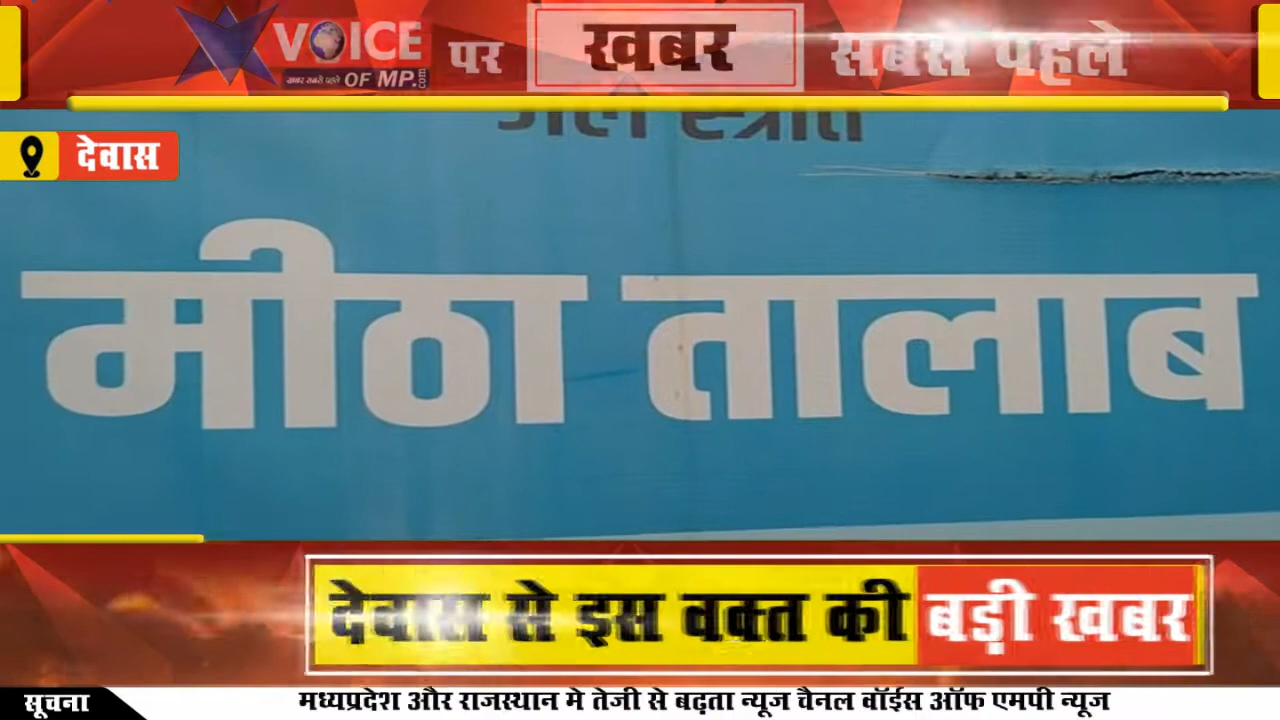 VOICE
खबर सबसे पहले OF MP.com
पर खबर सबसे पहले
देवास
जल स्त्रोत
मीठा तालाब
देवास से इस वक्त की बड़ी खबर
सूचना
मध्यप्रदेश और राजस्थान मे तेजी से बढ़ता न्यूज चैनल वॉईस ऑफ एमपी न्यूज